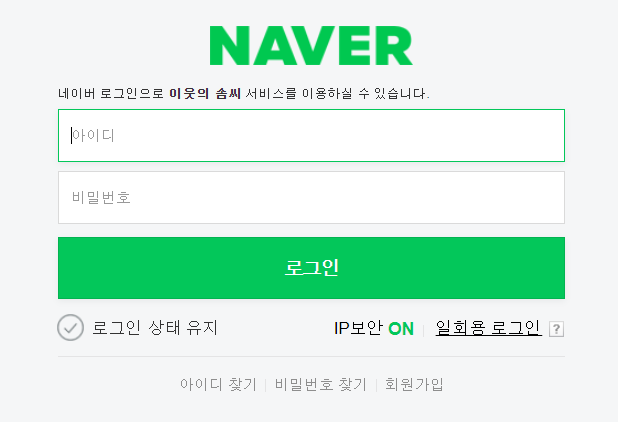 NAVER
네이버 로그인으로 이웃의 솜씨 서비스를 이용하실 수 있습니다.
아이디
비밀번호
로그인
로그인 상태 유지 IP보안 ON 일회용 로그인 ?
아이디 찾기 비밀번호 찾기 회원가입